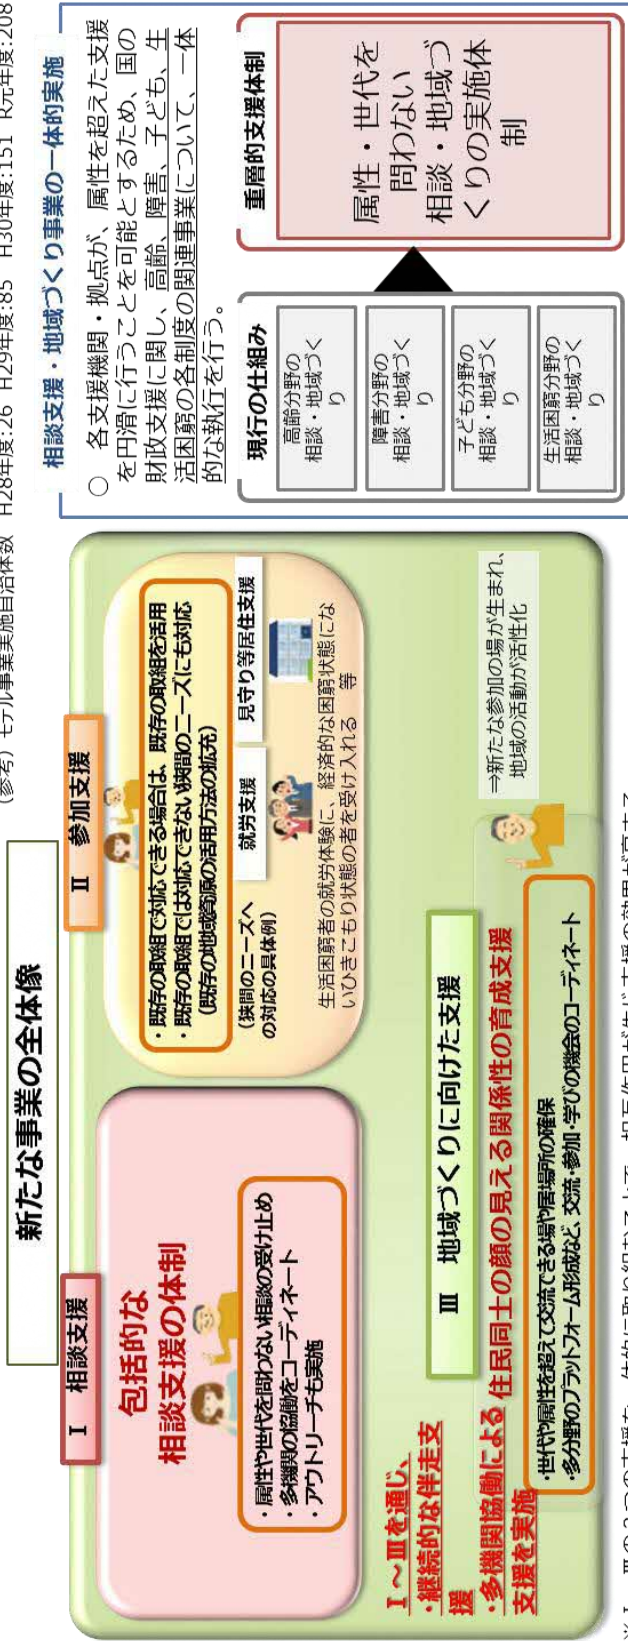 （参考）モデル事業実施自治体数　H28年度:26　H29年度:85　H30年度:151　R元年度:208
新たな事業の全体像
Ⅰ　相談支援
包括的な
相談支援の体制
・属性や世代を問わない相談の受け止め
・多機関の協働をコーディネート
・アウトリーチも実施
Ⅱ　参加支援
・既存の取組で対応できる場合は、既存の取組を活用
・既存の取組では対応できない狭間のニーズにも対応
（既存の地域資源の活用方法の拡充）
（狭間のニーズへ
の対応の具体例）
就労支援
見守り等居住支援
生活困窮者の就労体験に、経済的な困窮状態にな
いひきこもり状態の者を受け入れる　等
Ⅰ～Ⅲを通じ、
・継続的な伴走支
援
・多機関協働による
支援を実施
Ⅲ　地域づくりに向けた支援
住民同士の顔の見える関係性の育成支援
・世代や属性を超えて交流できる場や居場所の確保
・多分野のプラットフォーム形成など、交流・参加・学びの機会のコーディネート
⇒新たな参加の場が生まれ、
地域の活動が活性化
相談支援・地域づくり事業の一体的実施
○　各支援機関・拠点が、属性を超えた支援
を円滑に行うことを可能とするため、国の
財政支援に関し、高齢、障害、子ども、生
活困窮の各制度の関連事業について、一体
的な執行を行う。
現行の仕組み
高齢分野の
相談・地域づく
り
障害分野の
相談・地域づく
り
子ども分野の
相談・地域づく
り
生活困窮分野の
相談・地域づく
り
重層的支援体制
属性・世代を
問わない
相談・地域づ
くりの実施体
制